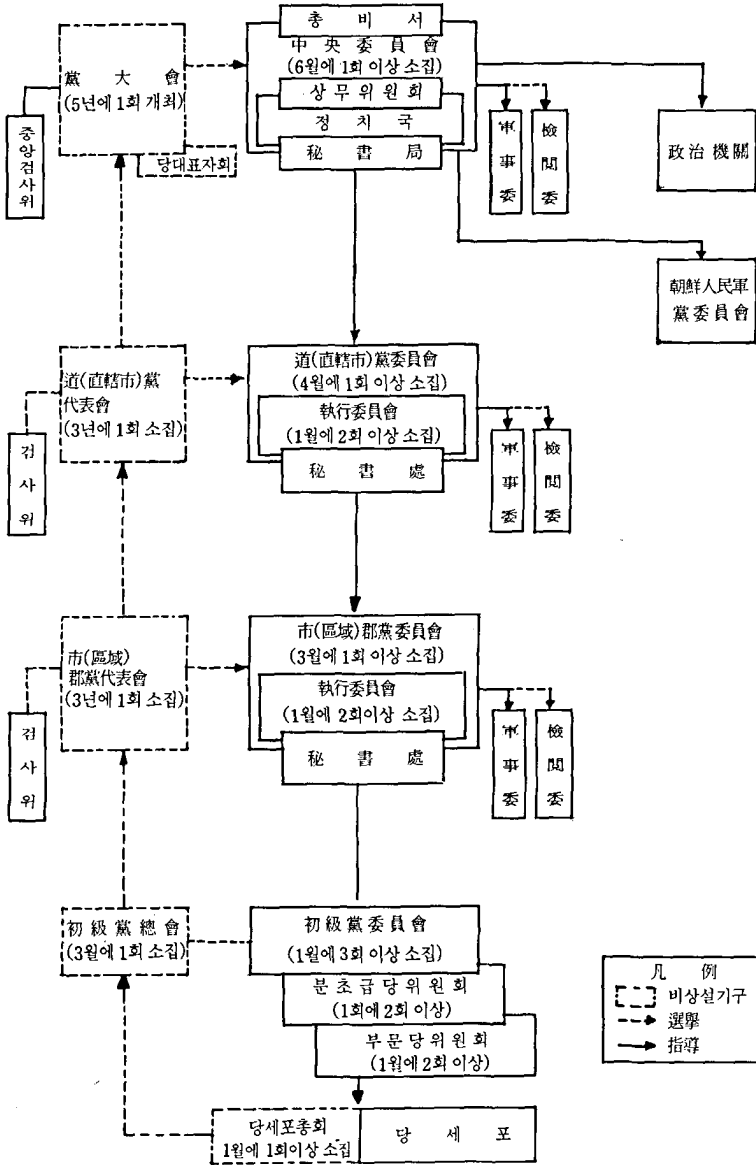 총 비 서
中 央 委 員 會
(6월에 1회 이상 소집)
상무위원회
정 치 국
秘 書 局
黨 大 會
(5년에 1회 개최)
당대표자회
중앙검사위
軍事委
檢閱委
政治機關
朝鮮人民軍
黨委員會
道(直轄市)黨
代表會
(3년에 1회 소집)
검사위
道(直轄市)黨委員會
(4월에 1회 이상 소집)
執行委員會
(1월에 2회 이상 소집)
秘 書 處
軍事委
檢閱委
市(區域)
郡黨代表會
(3년에 1회 소집)
검사위
市(區域)郡黨委員會
(3월에 1회 이상 소집)
執行委員會
(1월에 2회이상 소집)
秘 書 處
軍事委
檢閱委
初級黨總會
(3월에 1회 소집)
初級黨委員會
(1월에 3회 이상 소집)
분초급당위원회
(1회에 2회 이상)
부문당위원회
(1월에 2회 이상)
당세포총회
1월에 1회이상 소집
당 세 포
凡 例
비상설기구
選擧
指導